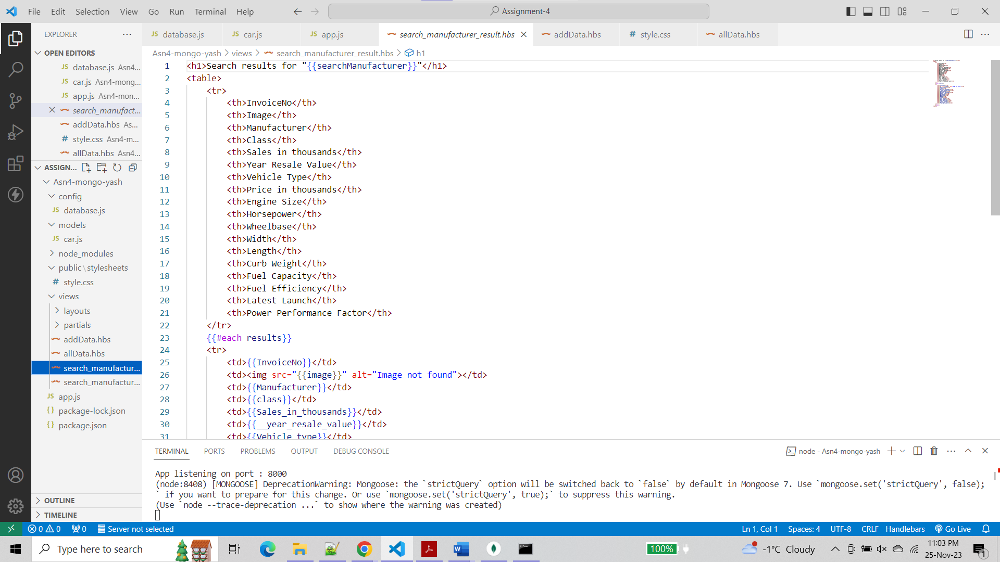 File Edit Selection View Go Run Terminal Help
Assignment-4
EXPLORER
OPEN EDITORS
JS database.js Asn4...
JS car.js Asn4-mong...
JS app.js Asn4-mon...
search_manufact...
addData.hbs As...
# style.css Asn4-m...
allData.hbs Asn4...
ASSIGN...
Asn4-mongo-yash
config
JS database.js
models
JS car.js
node_modules
public\stylesheets
# style.css
views
layouts
partials
addData.hbs
allData.hbs
search_manufactur...
search_manufactur...
JS app.js
{} package-lock.json
{} package.json
OUTLINE
TIMELINE
JS database.js JS car.js JS app.js search_manufacturer_result.hbs addData.hbs # style.css allData.hbs
Asn4-mongo-yash > views > search_manufacturer_result.hbs > h1
1 <h1>Search results for "{{searchManufacturer}}"</h1>
2 <table>
3 <tr>
4 <th>InvoiceNo</th>
5 <th>Image</th>
6 <th>Manufacturer</th>
7 <th>Class</th>
8 <th>Sales in thousands</th>
9 <th>Year Resale Value</th>
10 <th>Vehicle Type</th>
11 <th>Price in thousands</th>
12 <th>Engine Size</th>
13 <th>Horsepower</th>
14 <th>Wheelbase</th>
15 <th>Width</th>
16 <th>Length</th>
17 <th>Curb Weight</th>
18 <th>Fuel Capacity</th>
19 <th>Fuel Efficiency</th>
20 <th>Latest Launch</th>
21 <th>Power Performance Factor</th>
22 </tr>
23 {{#each results}}
24 <tr>
25 <td>{{InvoiceNo}}</td>
26 <td><img src="{{image}}" alt="Image not found"></td>
27 <td>{{Manufacturer}}</td>
28 <td>{{class}}</td>
29 <td>{{Sales_in_thousands}}</td>
30 <td>{{__year_resale_value}}</td>
31 <td>{{Vehicle_type}}</td>
TERMINAL PORTS PROBLEMS OUTPUT DEBUG CONSOLE
node - Asn4-mongo-yash
App listening on port : 8000
(node:8408) [MONGOOSE] DeprecationWarning: Mongoose: the `strictQuery` option will be switched back to `false` by default in Mongoose 7. Use `mongoose.set('strictQuery', false);
` if you want to prepare for this change. Or use `mongoose.set('strictQuery', true);` to suppress this warning.
(Use `node --trace-deprecation ...` to show where the warning was created)
0 0 0 Server not selected
Ln 1, Col 1 Spaces: 4 UTF-8 CRLF Handlebars Go Live
Type here to search
100% -1°C Cloudy
11:03 PM
25-Nov-23
1